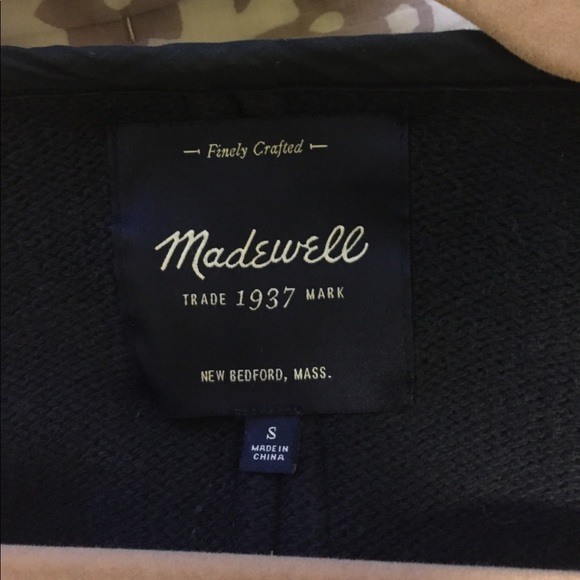 Finely Crafted
Madewell
TRADE 1937 MARK
NEW BEDFORD, MASS.
S
MADE IN
CHINA